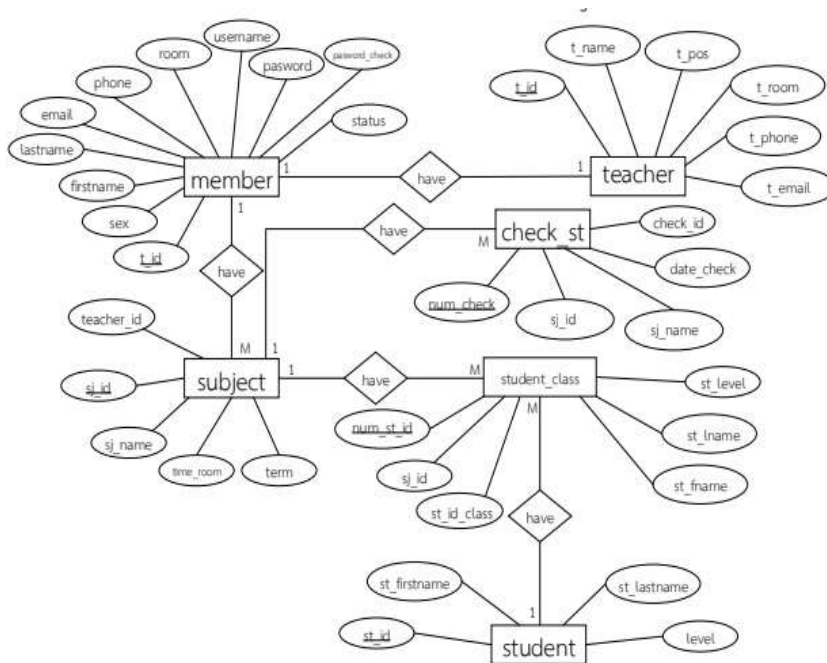 username
room
pasword_check
t_name
t_pos
phone
pasword
t_id
t_room
email
status
t_phone
lastname
member
1
have
1
teacher
firstname
1
t_email
sex
have
check_st
check_id
t_id
have
M
date_check
num_check
sj_id
sj_name
teacher_id
M
1
subject
1
have
M
student_class
st_level
sj_id
num_st_id
M
st_lname
sj_name
time_room
term
sj_id
st_fname
st_id_class
have
st_firstname
st_lastname
1
st_id
student
level